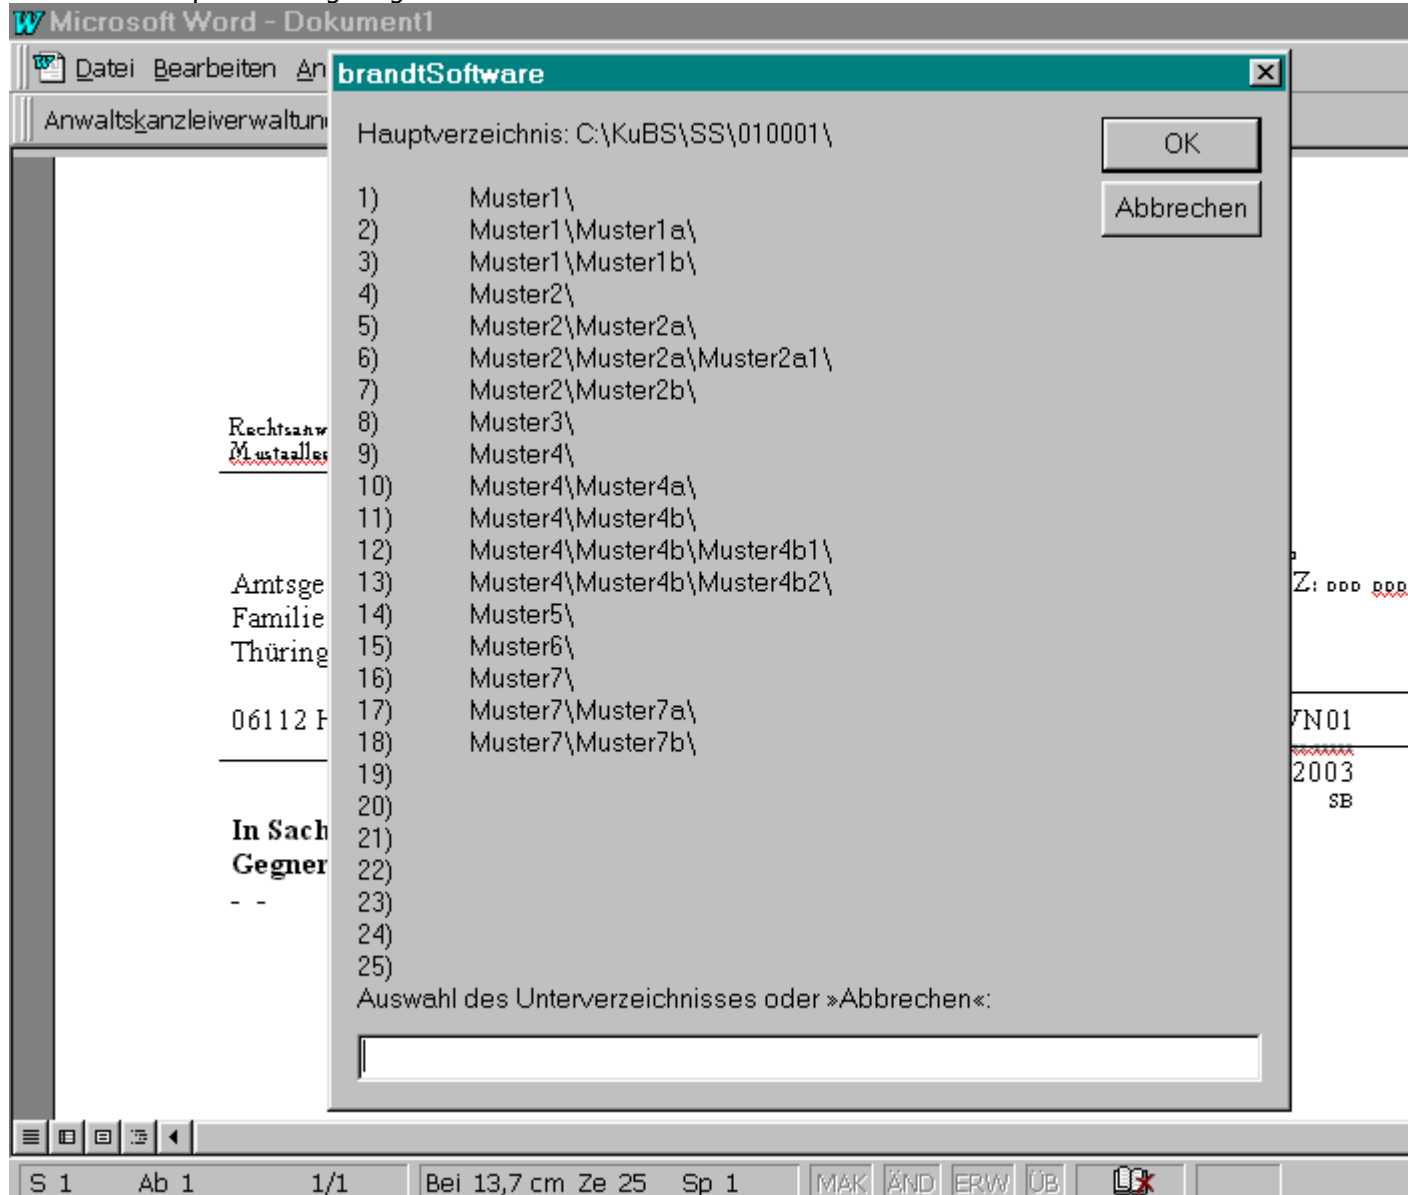 Microsoft Word - Dokument1
Datei Bearbeiten An
Anwaltskanzleiverwaltun
brandtSoftware
Hauptverzeichnis: C:\KuBS\SS\010001\
OK
Abbrechen
1) Muster1\
2) Muster1\Muster1a\
3) Muster1\Muster1b\
4) Muster2\
5) Muster2\Muster2a\
6) Muster2\Muster2a\Muster2a1\
7) Muster2\Muster2b\
8) Muster3\
9) Muster4\
10) Muster4\Muster4a\
11) Muster4\Muster4b\
12) Muster4\Muster4b\Muster4b1\
13) Muster4\Muster4b\Muster4b2\
14) Muster5\
15) Muster6\
16) Muster7\
17) Muster7\Muster7a\
18) Muster7\Muster7b\
19)
20)
21)
22)
23)
24)
25)
Auswahl des Unterverzeichnisses oder »Abbrechen«:
Rechtsanw
Amtsge
Familie
Thüring
06112 H
In Sach
Gegner
- -
Z:
VN01
2003
SB
S 1 Ab 1 1/1 Bei 13,7 cm Ze 25 Sp 1 MAK ÄND ERW ÜB